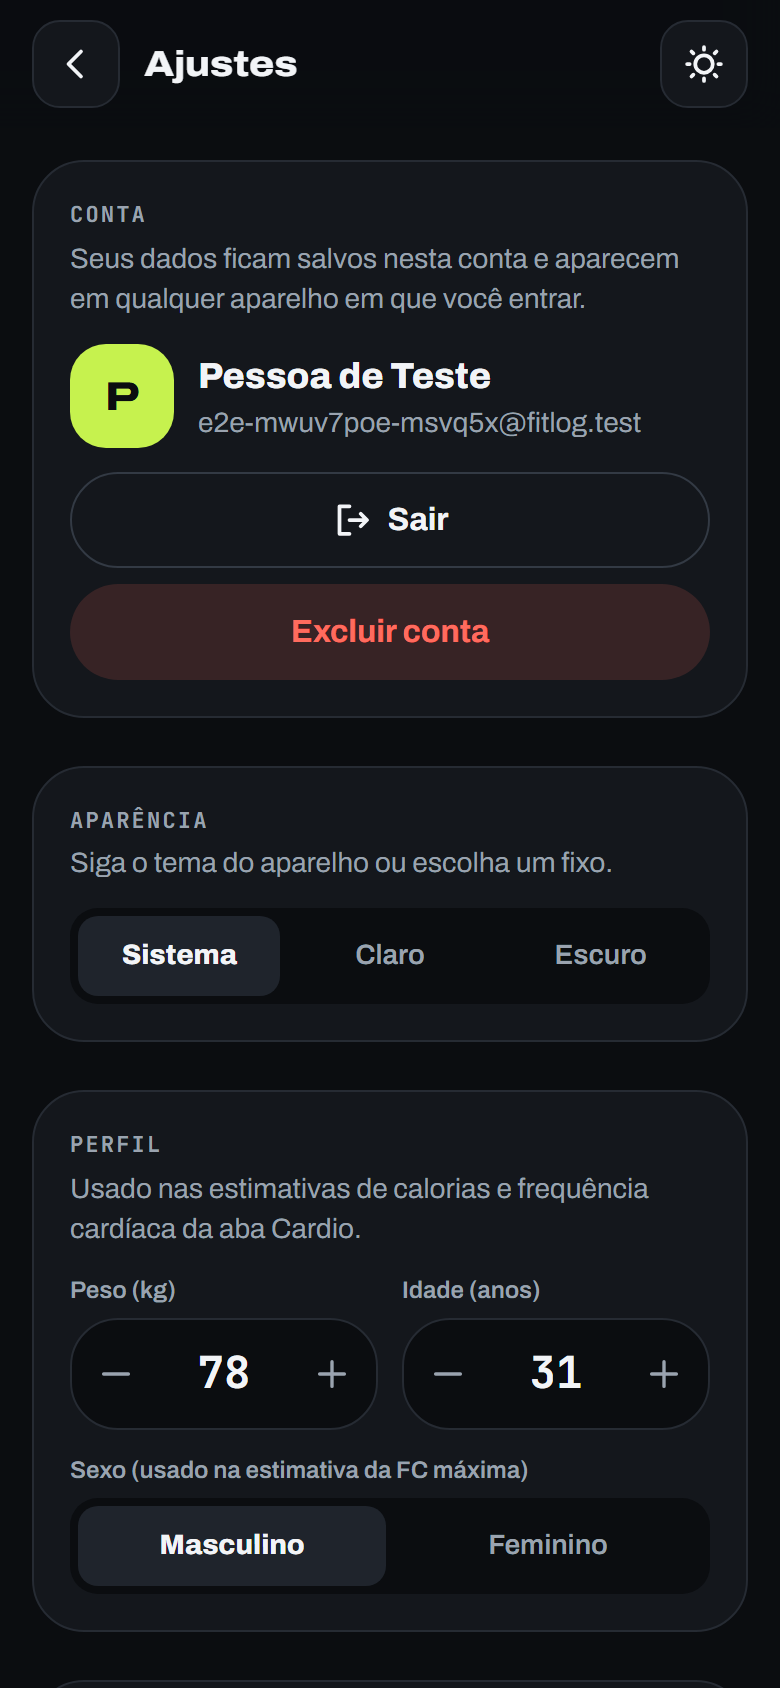 Ajustes
CONTA
Seus dados ficam salvos nesta conta e aparecem
em qualquer aparelho em que você entrar.
P
Pessoa de Teste
e2e-mwuv7poe-msvq5x@fitlog.test
Sair
Excluir conta
APARÊNCIA
Siga o tema do aparelho ou escolha um fixo.
Sistema Claro Escuro
PERFIL
Usado nas estimativas de calorias e frequência
cardíaca da aba Cardio.
Peso (kg) Idade (anos)
− 78 + − 31 +
Sexo (usado na estimativa da FC máxima)
Masculino Feminino